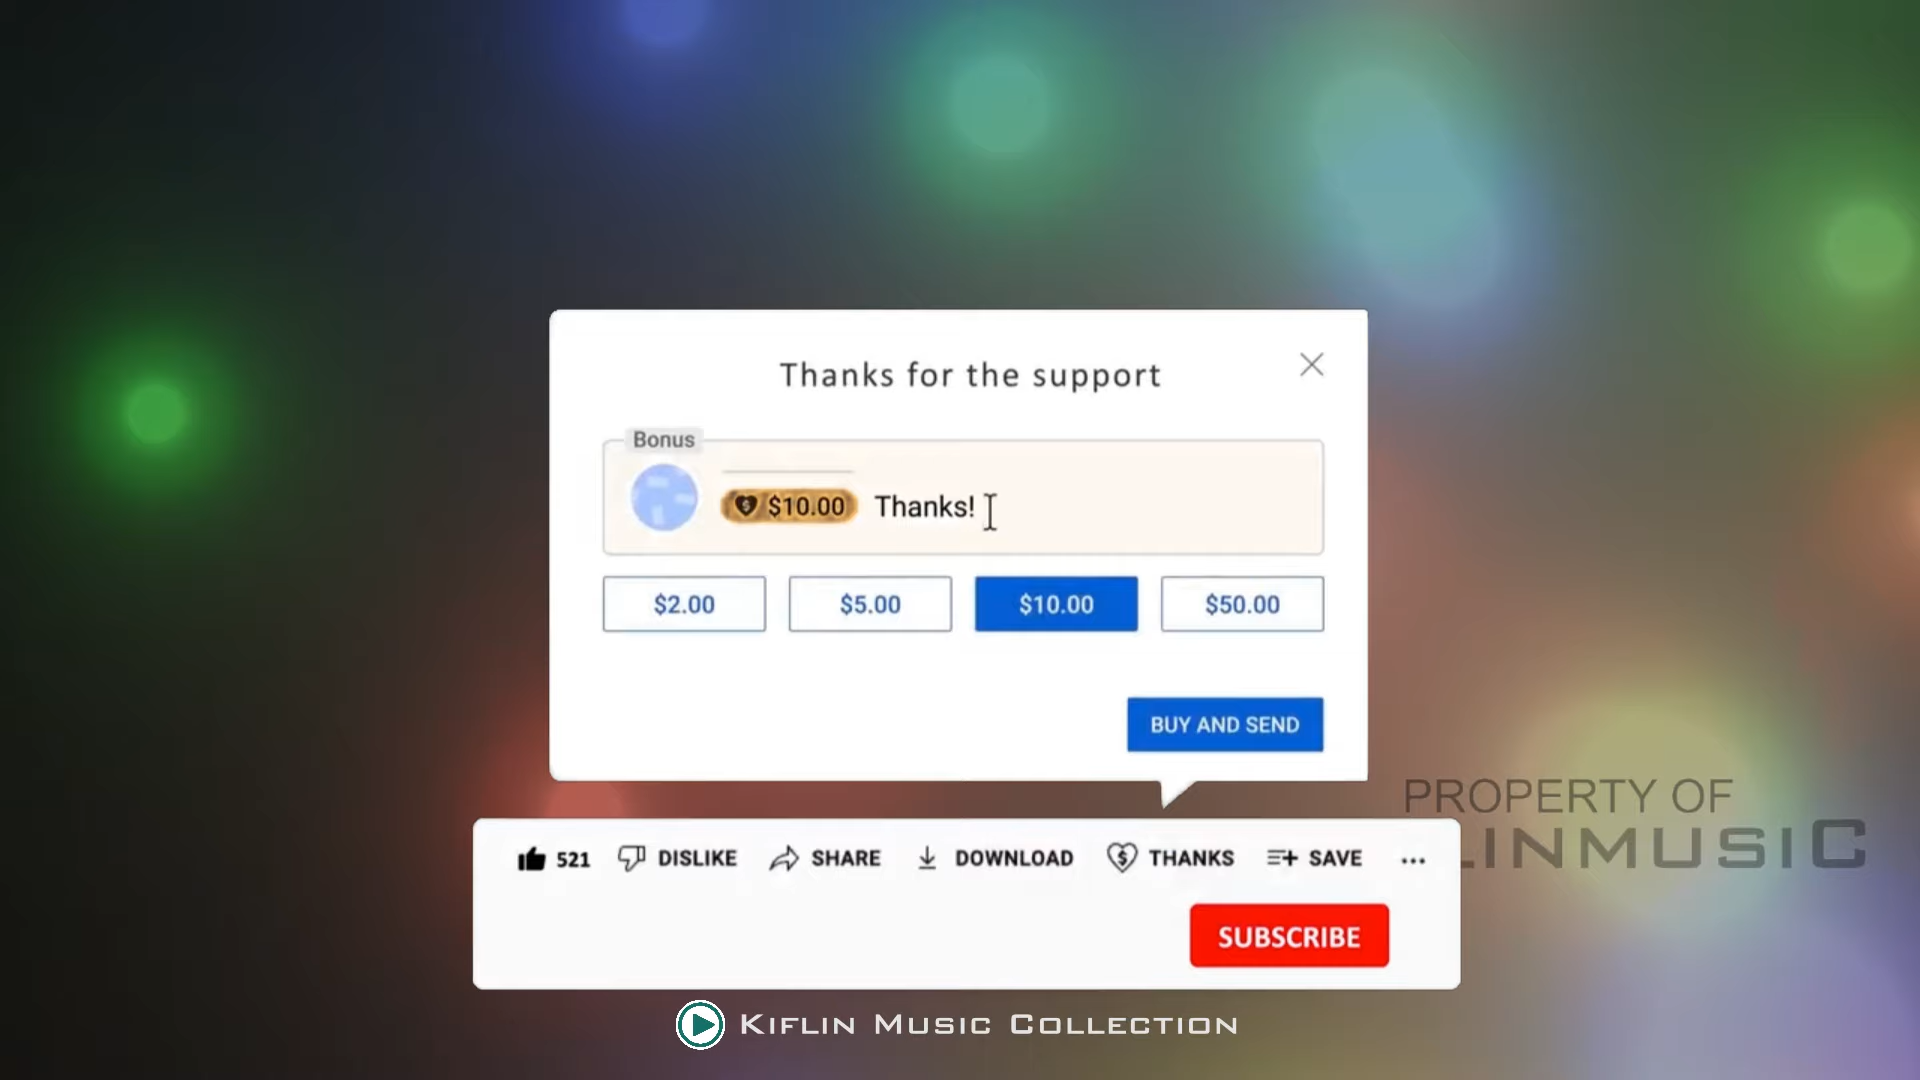 Thanks for the support
Bonus
$10.00 Thanks!
$2.00 $5.00 $10.00 $50.00
BUY AND SEND
PROPERTY OF
LINMUSIC
521 DISLIKE SHARE DOWNLOAD THANKS SAVE ...
SUBSCRIBE
KIFLIN MUSIC COLLECTION